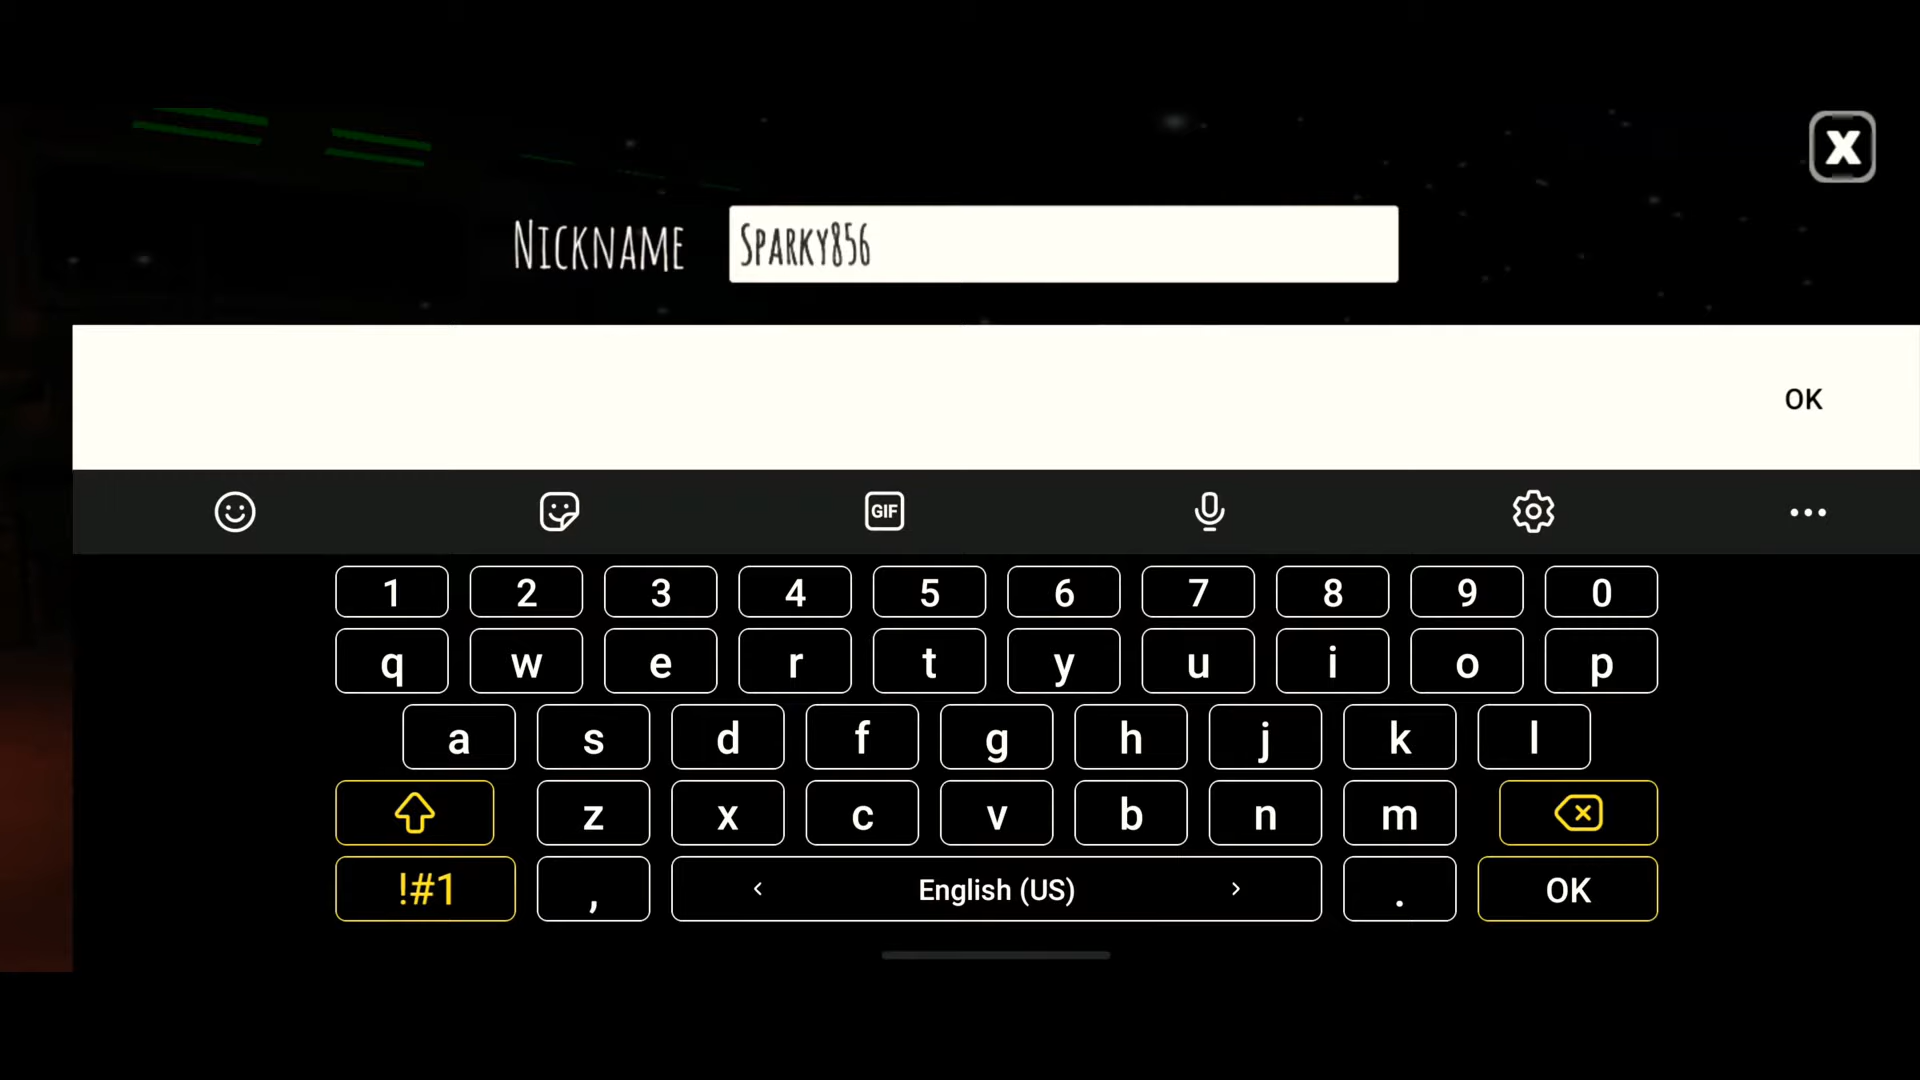 X
Nickname Sparky856
OK
GIF
1 2 3 4 5 6 7 8 9 0
q w e r t y u i o p
a s d f g h j k l
z x c v b n m
!#1 , < English (US) > . OK